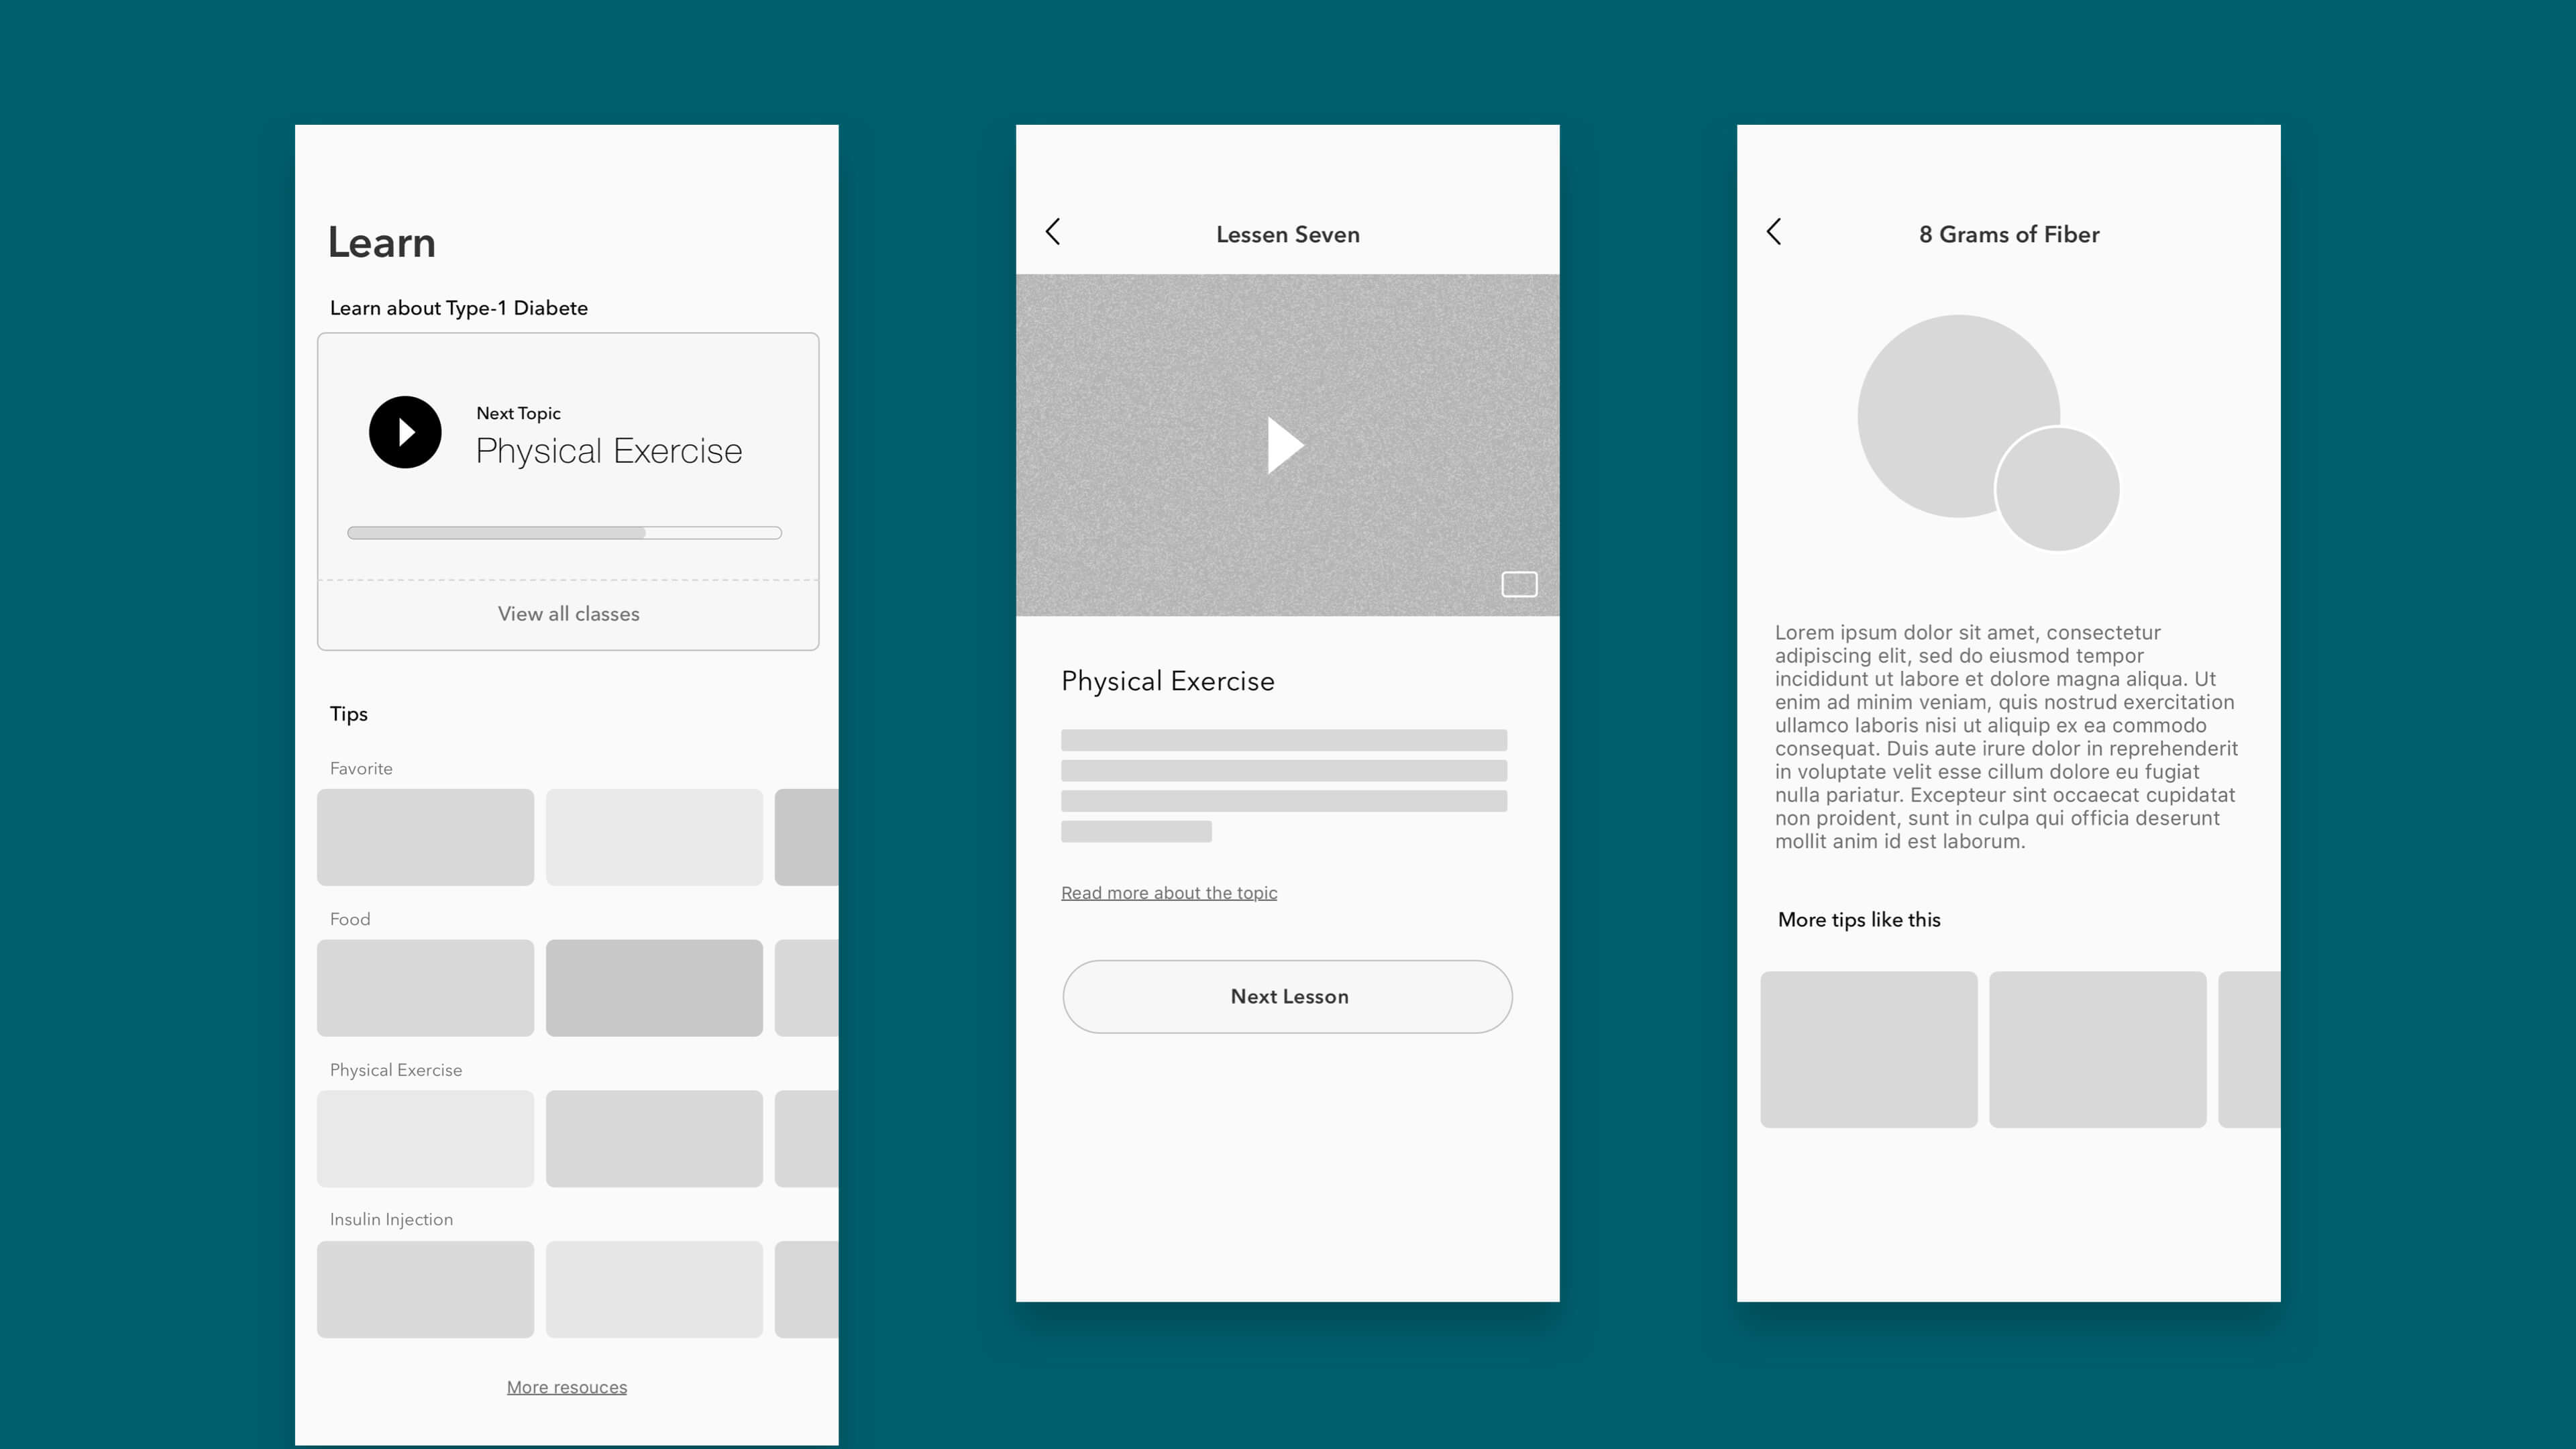 Learn
Learn about Type-1 Diabete
Next Topic
Physical Exercise
View all classes
Tips
Favorite
Food
Physical Exercise
Insulin Injection
More resouces
Lessen Seven
Physical Exercise
Read more about the topic
Next Lesson
8 Grams of Fiber
Lorem ipsum dolor sit amet, consectetur
adipiscing elit, sed do eiusmod tempor
incididunt ut labore et dolore magna aliqua. Ut
enim ad minim veniam, quis nostrud exercitation
ullamco laboris nisi ut aliquip ex ea commodo
consequat. Duis aute irure dolor in reprehenderit
in voluptate velit esse cillum dolore eu fugiat
nulla pariatur. Excepteur sint occaecat cupidatat
non proident, sunt in culpa qui officia deserunt
mollit anim id est laborum.
More tips like this